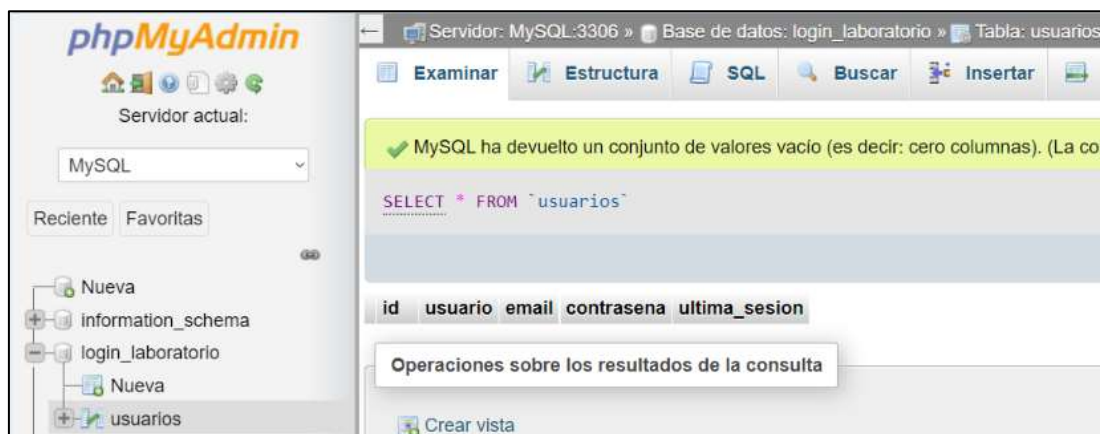 phpMyAdmin
Servidor actual:
MySQL
Reciente Favoritas
Nueva
information_schema
login_laboratorio
Nueva
usuarios
Servidor: MySQL:3306 » Base de datos: login_laboratorio » Tabla: usuarios
Examinar Estructura SQL Buscar Insertar
MySQL ha devuelto un conjunto de valores vacío (es decir: cero columnas). (La co
SELECT * FROM `usuarios`
id usuario email contrasena ultima_sesion
Operaciones sobre los resultados de la consulta
Crear vista